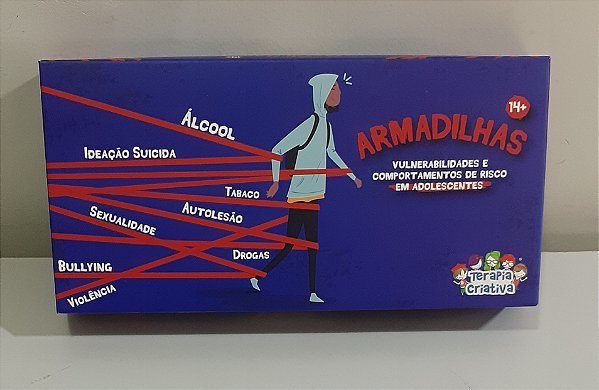 14+
ARMADILHAS
VULNERABILIDADES E
COMPORTAMENTOS DE RISCO
EM ADOLESCENTES
ÁLCOOL
IDEAÇÃO SUICIDA
TABACO
AUTOLESÃO
SEXUALIDADE
DROGAS
BULLYING
VIOLÊNCIA
Terapia
Criativa